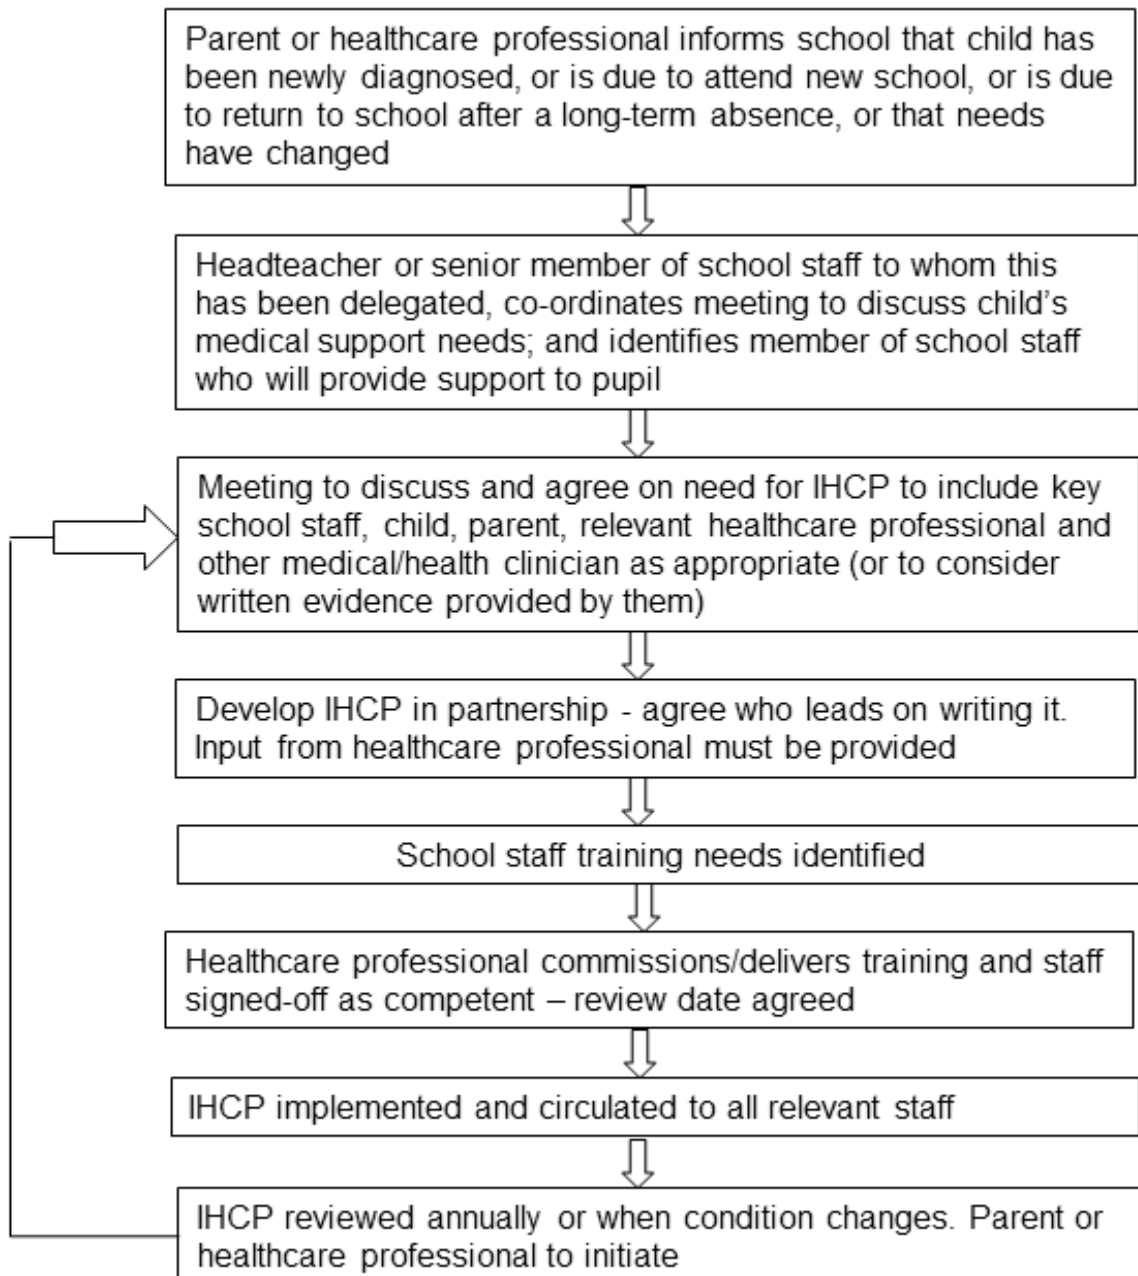 Parent or healthcare professional informs school that child has
been newly diagnosed, or is due to attend new school, or is due
to return to school after a long-term absence, or that needs
have changed
Headteacher or senior member of school staff to whom this
has been delegated, co-ordinates meeting to discuss child's
medical support needs; and identifies member of school staff
who will provide support to pupil
Meeting to discuss and agree on need for IHCP to include key
school staff, child, parent, relevant healthcare professional and
other medical/health clinician as appropriate (or to consider
written evidence provided by them)
Develop IHCP in partnership - agree who leads on writing it.
Input from healthcare professional must be provided
School staff training needs identified
Healthcare professional commissions/delivers training and staff
signed-off as competent – review date agreed
IHCP implemented and circulated to all relevant staff
IHCP reviewed annually or when condition changes. Parent or
healthcare professional to initiate